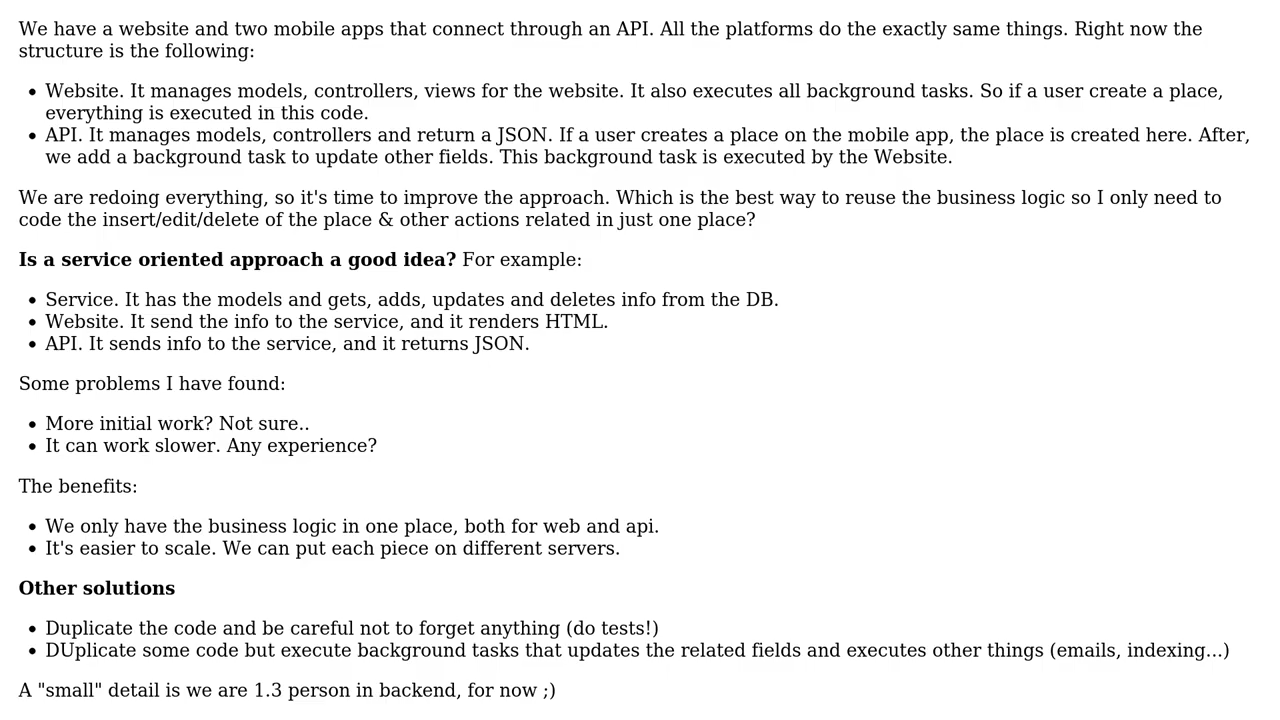 We have a website and two mobile apps that connect through an API. All the platforms do the exactly same things. Right now the
structure is the following:
• Website. It manages models, controllers, views for the website. It also executes all background tasks. So if a user create a place,
everything is executed in this code.
• API. It manages models, controllers and return a JSON. If a user creates a place on the mobile app, the place is created here. After,
we add a background task to update other fields. This background task is executed by the Website.
We are redoing everything, so it's time to improve the approach. Which is the best way to reuse the business logic so I only need to
code the insert/edit/delete of the place & other actions related in just one place?
Is a service oriented approach a good idea? For example:
• Service. It has the models and gets, adds, updates and deletes info from the DB.
• Website. It send the info to the service, and it renders HTML.
• API. It sends info to the service, and it returns JSON.
Some problems I have found:
• More initial work? Not sure..
• It can work slower. Any experience?
The benefits:
• We only have the business logic in one place, both for web and api.
• It's easier to scale. We can put each piece on different servers.
Other solutions
• Duplicate the code and be careful not to forget anything (do tests!)
• DUplicate some code but execute background tasks that updates the related fields and executes other things (emails, indexing...)
A "small" detail is we are 1.3 person in backend, for now ;)